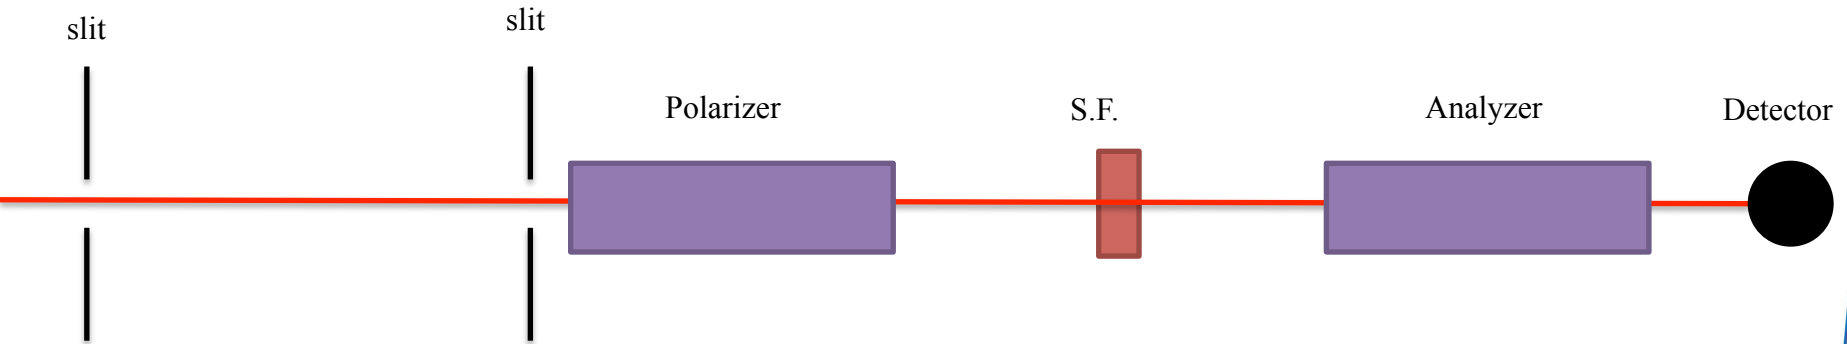 slit
slit
Polarizer
S.F.
Analyzer
Detector